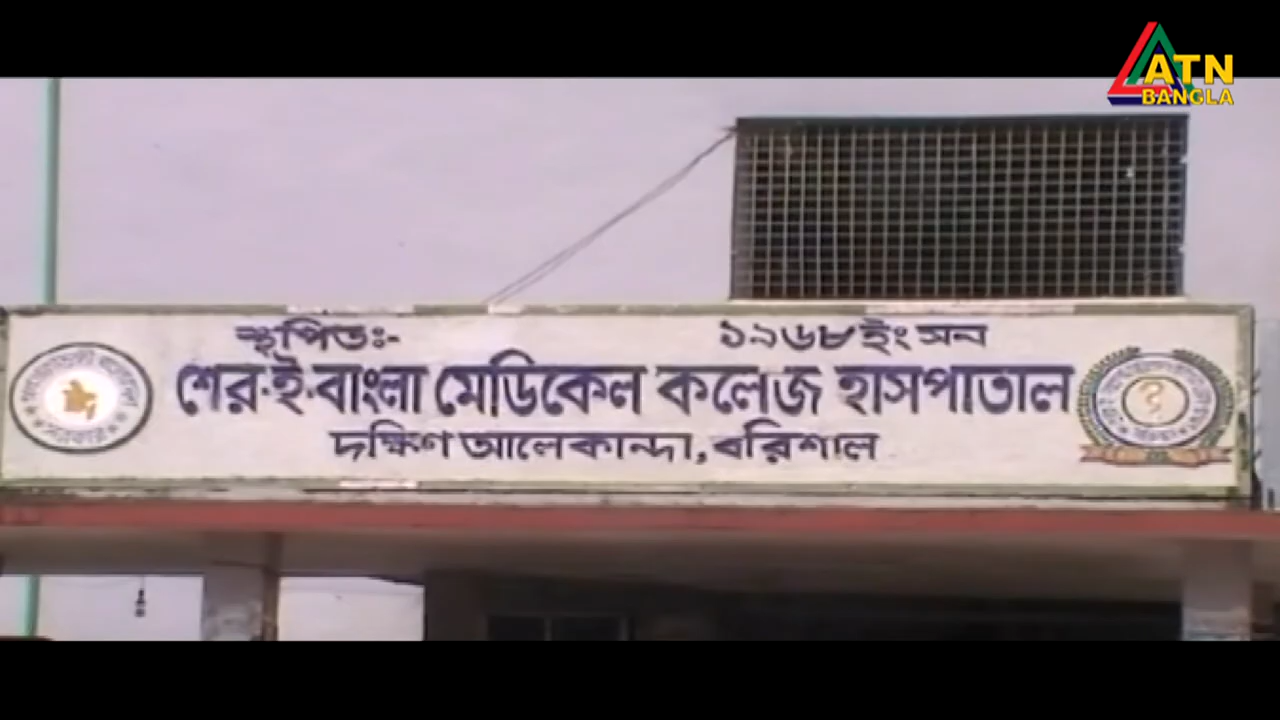 ATN
BANGLA
স্থাপিতঃ- ১৯৬৮ইং সন
শের-ই-বাংলা মেডিকেল কলেজ হাসপাতাল
দক্ষিণ আলেকান্দা, বরিশাল